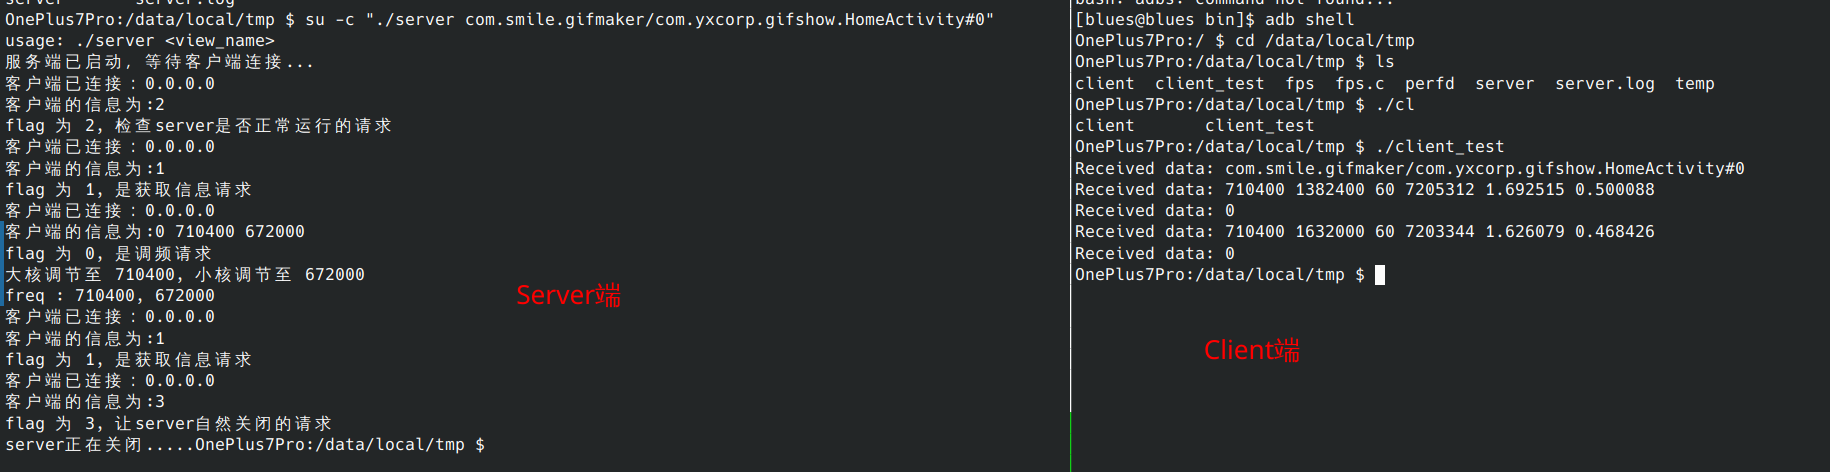 server server.log
OnePlus7Pro:/data/local/tmp $ su -c "./server com.smile.gifmaker/com.yxcorp.gifshow.HomeActivity#0"
usage: ./server <view_name>
服务端已启动，等待客户端连接...
客户端已连接：0.0.0.0
客户端的信息为:2
flag 为 2，检查server是否正常运行的请求
客户端已连接：0.0.0.0
客户端的信息为:1
flag 为 1，是获取信息请求
客户端已连接：0.0.0.0
客户端的信息为:0 710400 672000
flag 为 0，是调频请求
大核调节至 710400，小核调节至 672000
freq : 710400, 672000
客户端已连接：0.0.0.0
客户端的信息为:1
flag 为 1，是获取信息请求
客户端已连接：0.0.0.0
客户端的信息为:3
flag 为 3，让server自然关闭的请求
server正在关闭.....OnePlus7Pro:/data/local/tmp $
Server端
bash: adbs: command not found...
[blues@blues bin]$ adb shell
OnePlus7Pro:/ $ cd /data/local/tmp
OnePlus7Pro:/data/local/tmp $ ls
client client_test fps fps.c perfd server server.log temp
OnePlus7Pro:/data/local/tmp $ ./cl
client client_test
OnePlus7Pro:/data/local/tmp $ ./client_test
Received data: com.smile.gifmaker/com.yxcorp.gifshow.HomeActivity#0
Received data: 710400 1382400 60 7205312 1.692515 0.500088
Received data: 0
Received data: 710400 1632000 60 7203344 1.626079 0.468426
Received data: 0
OnePlus7Pro:/data/local/tmp $
Client端